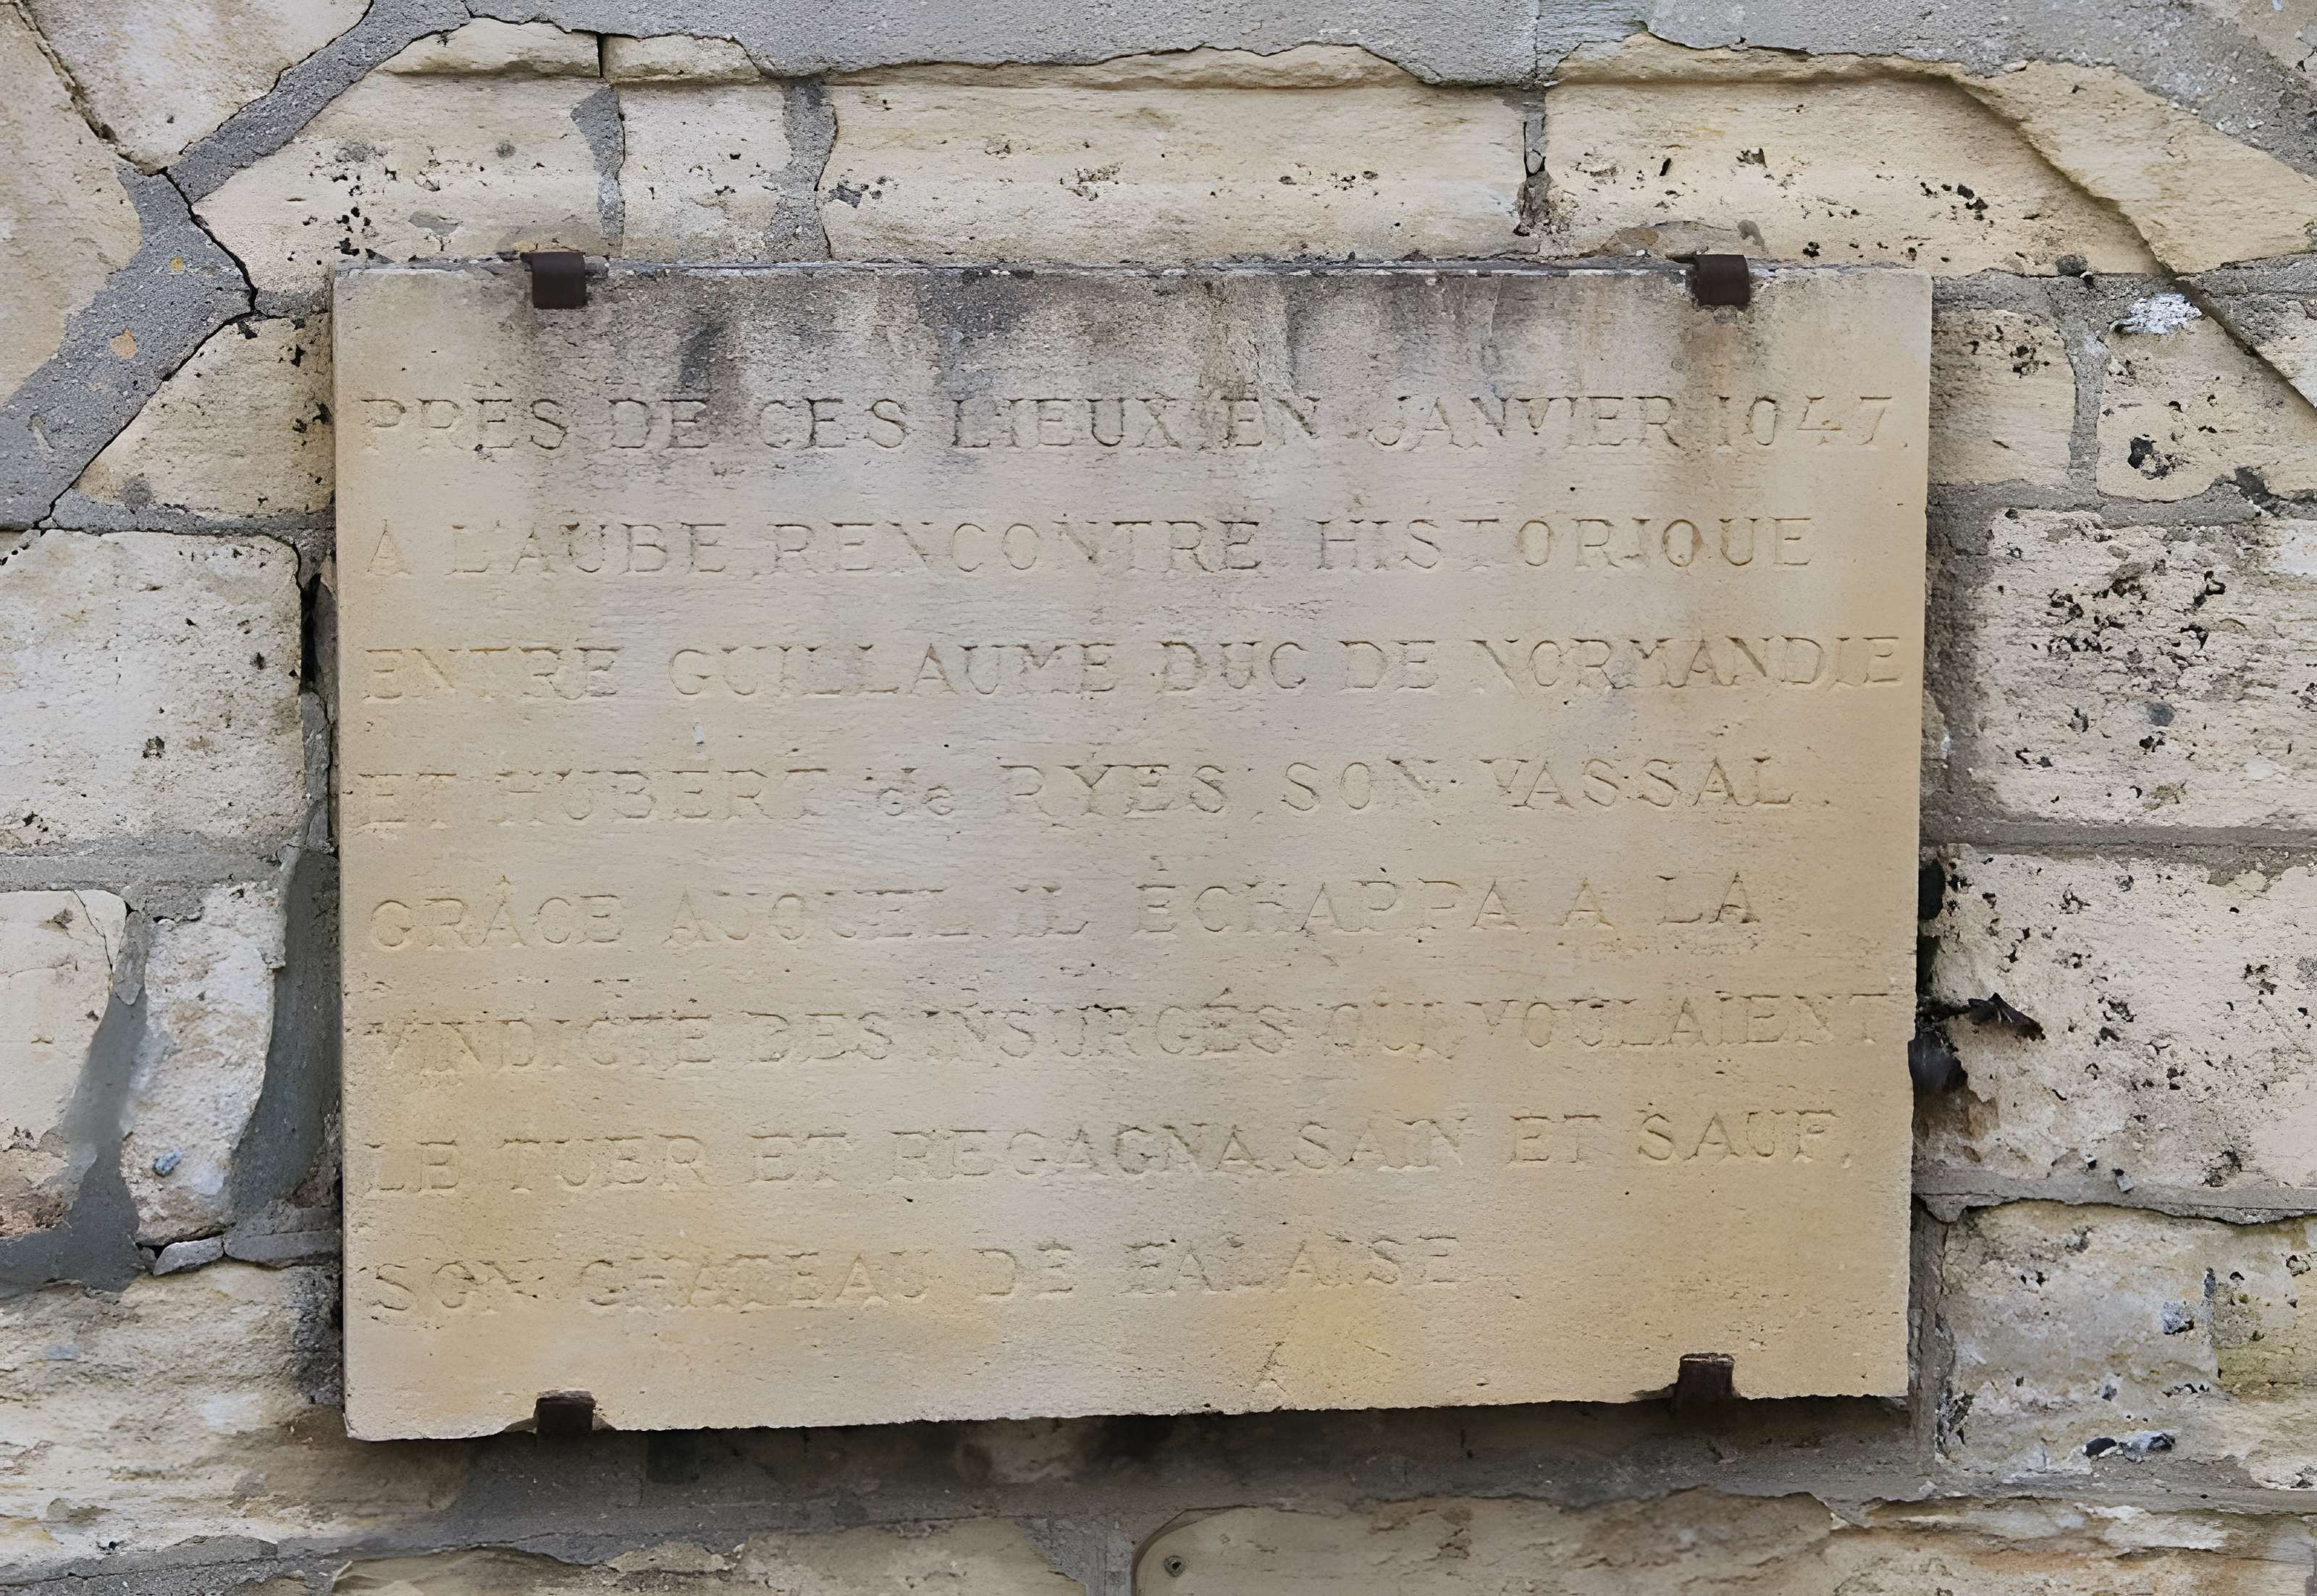 PRÈS DE CES LIEUX EN JANVIER 1047,
A L'AUBE, RENCONTRE HISTORIQUE
ENTRE GUILLAUME DUC DE NORMANDIE
ET HUBERT de RYES, SON VASSAL,
GRÂCE AUQUEL IL ÉCHAPPA A LA
VINDICTE DES INSURGÉS QUI VOULAIENT
LE TUER ET REGAGNA, SAIN ET SAUF,
SON CHATEAU DE FALAISE